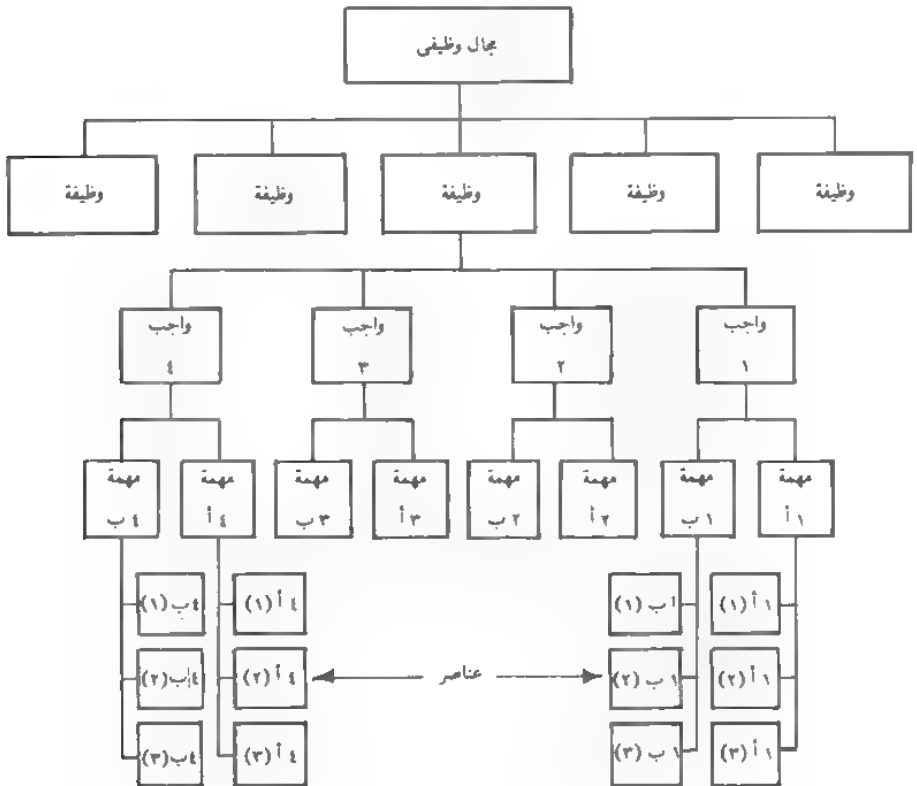 مجال وظيفى
وظيفة
وظيفة
وظيفة
وظيفة
وظيفة
واجب
١
واجب
٢
واجب
٣
واجب
٤
مهمة
١ أ
مهمة
١ ب
مهمة
٢ أ
مهمة
٢ ب
مهمة
٣ أ
مهمة
٣ ب
مهمة
٤ أ
مهمة
٤ ب
١ أ (١)
١ ب (١)
٤ أ (١)
٤ب (١)
١ أ (٢)
١ ب (٢)
عناصر
٤ أ (٢)
٤ب (٢)
١ أ (٣)
١ ب (٣)
٤ أ (٣)
٤ب (٣)